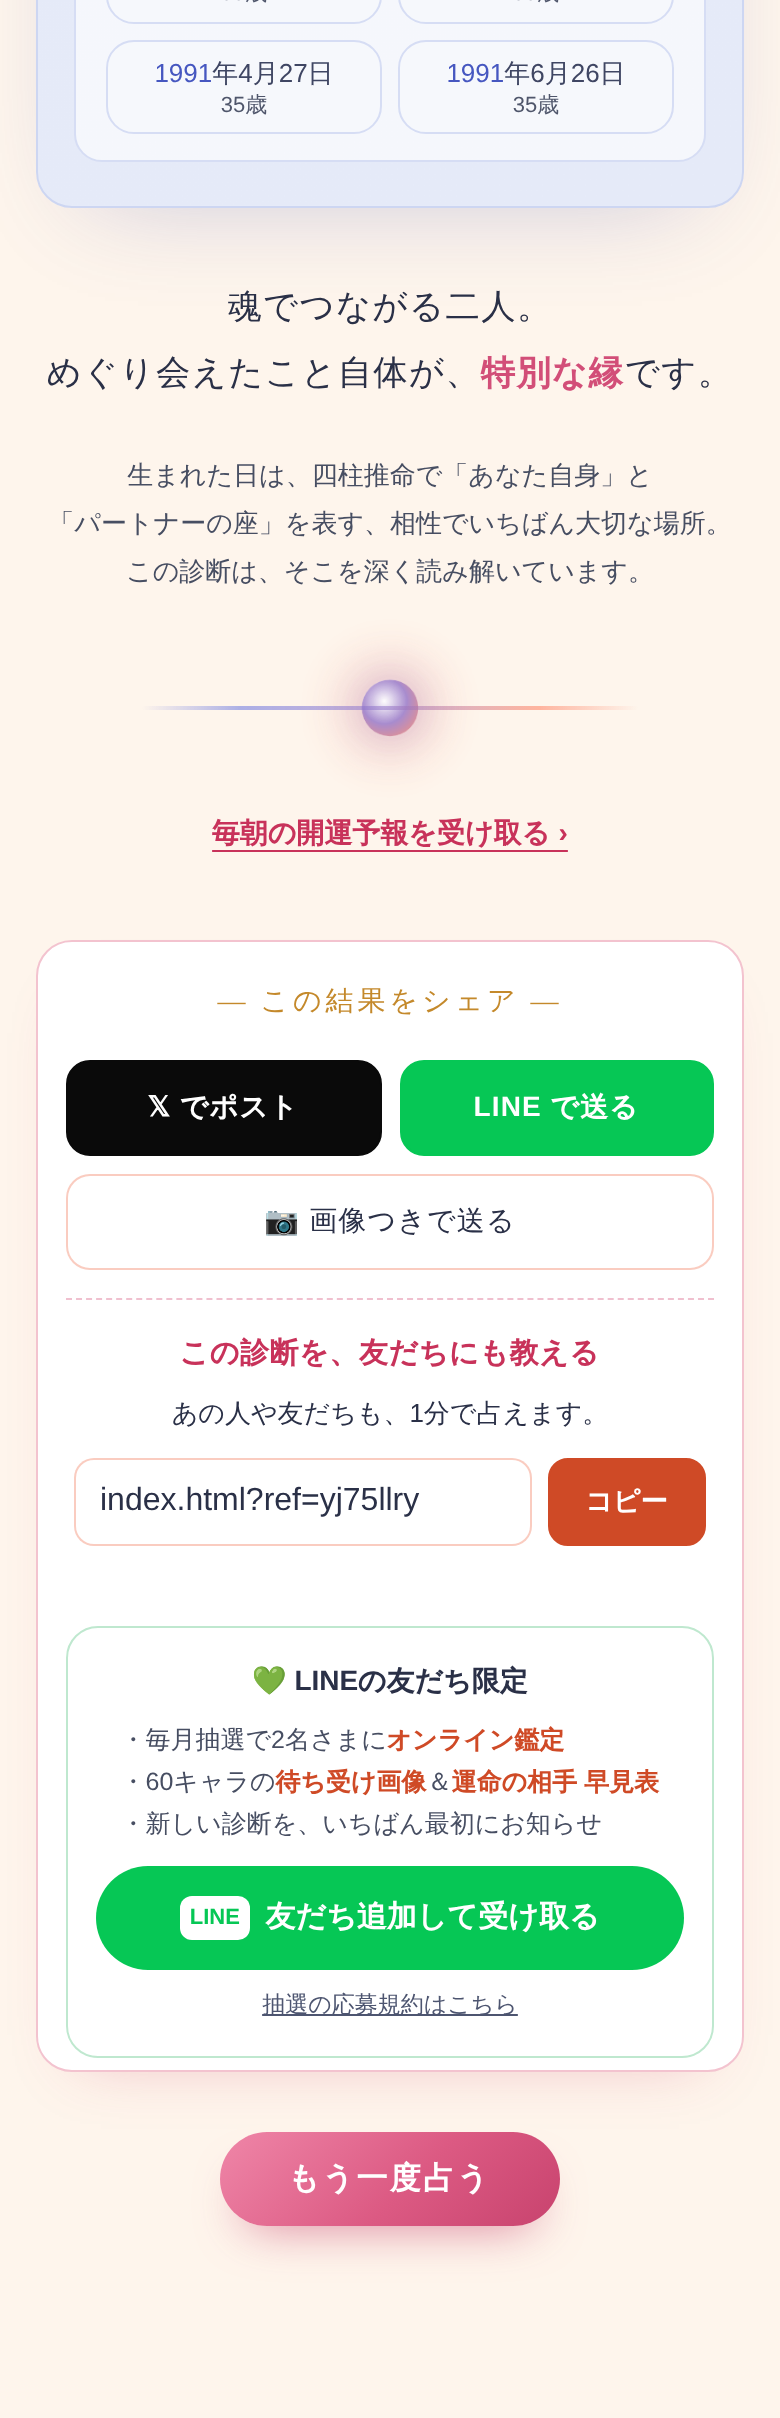 1991年4月27日
35歳
1991年6月26日
35歳
魂でつながる二人。
めぐり会えたこと自体が、特別な縁です。
生まれた日は、四柱推命で「あなた自身」と
「パートナーの座」を表す、相性でいちばん大切な場所。
この診断は、そこを深く読み解いています。
毎朝の開運予報を受け取る ›
— この結果をシェア —
𝕏 でポスト
LINE で送る
📷 画像つきで送る
この診断を、友だちにも教える
あの人や友だちも、1分で占えます。
index.html?ref=yj75llry
コピー
💚 LINEの友だち限定
・毎月抽選で2名さまにオンライン鑑定
・60キャラの待ち受け画像＆運命の相手 早見表
・新しい診断を、いちばん最初にお知らせ
LINE 友だち追加して受け取る
抽選の応募規約はこちら
もう一度占う